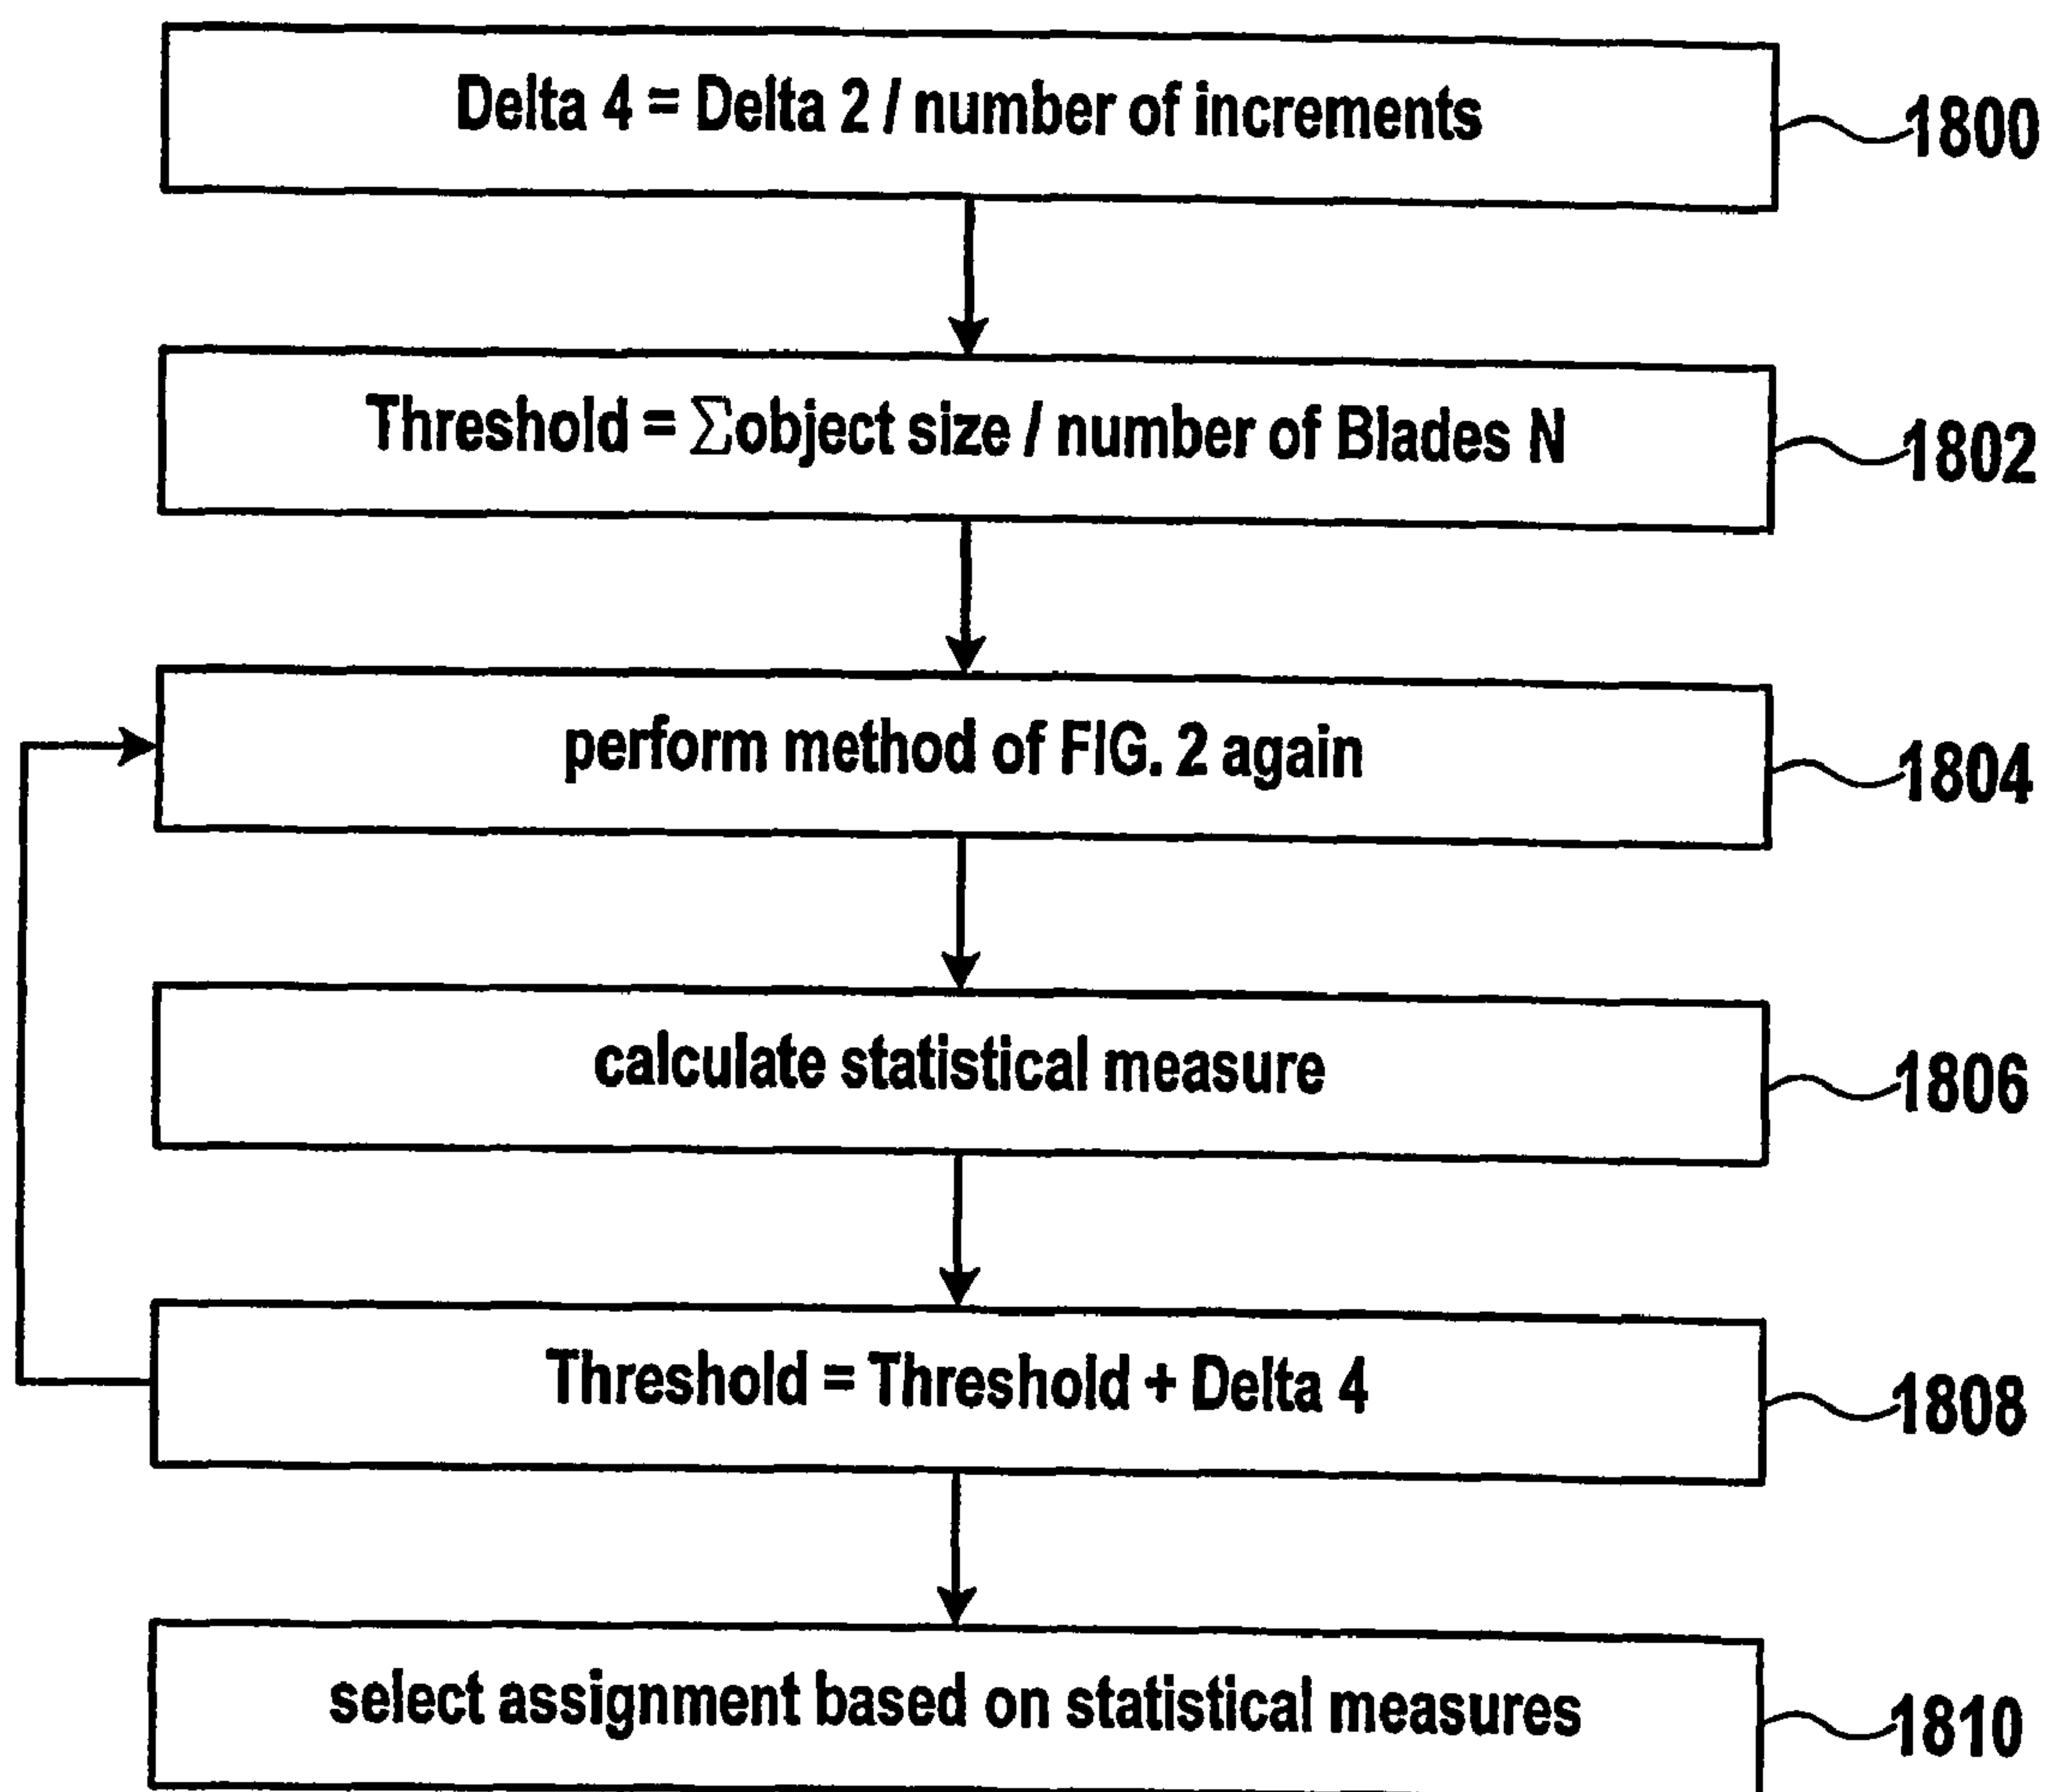 Delta 4 = Delta 2 / number of increments
1800
Threshold = ∑object size / number of Blades N
1802
perform method of FIG. 2 again
1804
calculate statistical measure
1806
Threshold = Threshold + Delta 4
1808
select assignment based on statistical measures
1810